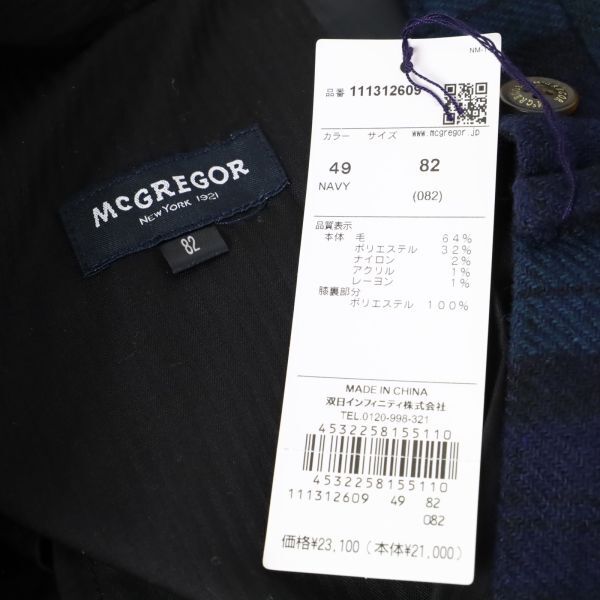 McGREGOR
NEW YORK 1921
82
品番 111312609
カラー サイズ www.mcgregor.jp
49 82
NAVY (082)
品質表示
本体 毛 64%
ポリエステル 32%
ナイロン 2%
アクリル 1%
レーヨン 1%
膝裏部分
ポリエステル 100%
MADE IN CHINA
双日インフィニティ株式会社
TEL.0120-998-321
4532258155110
4532258155110
111312609 49 82
082
価格¥23,100(本体¥21,000)